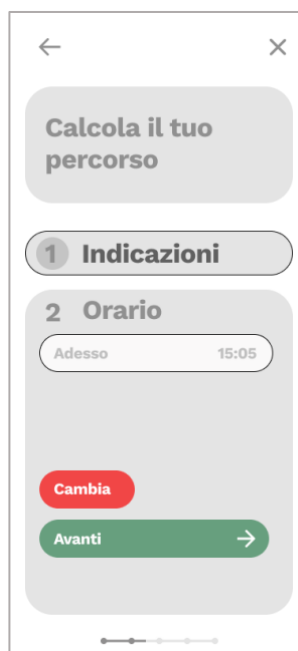 Calcola il tuo
percorso
1 Indicazioni
2 Orario
Adesso 15:05
Cambia
Avanti